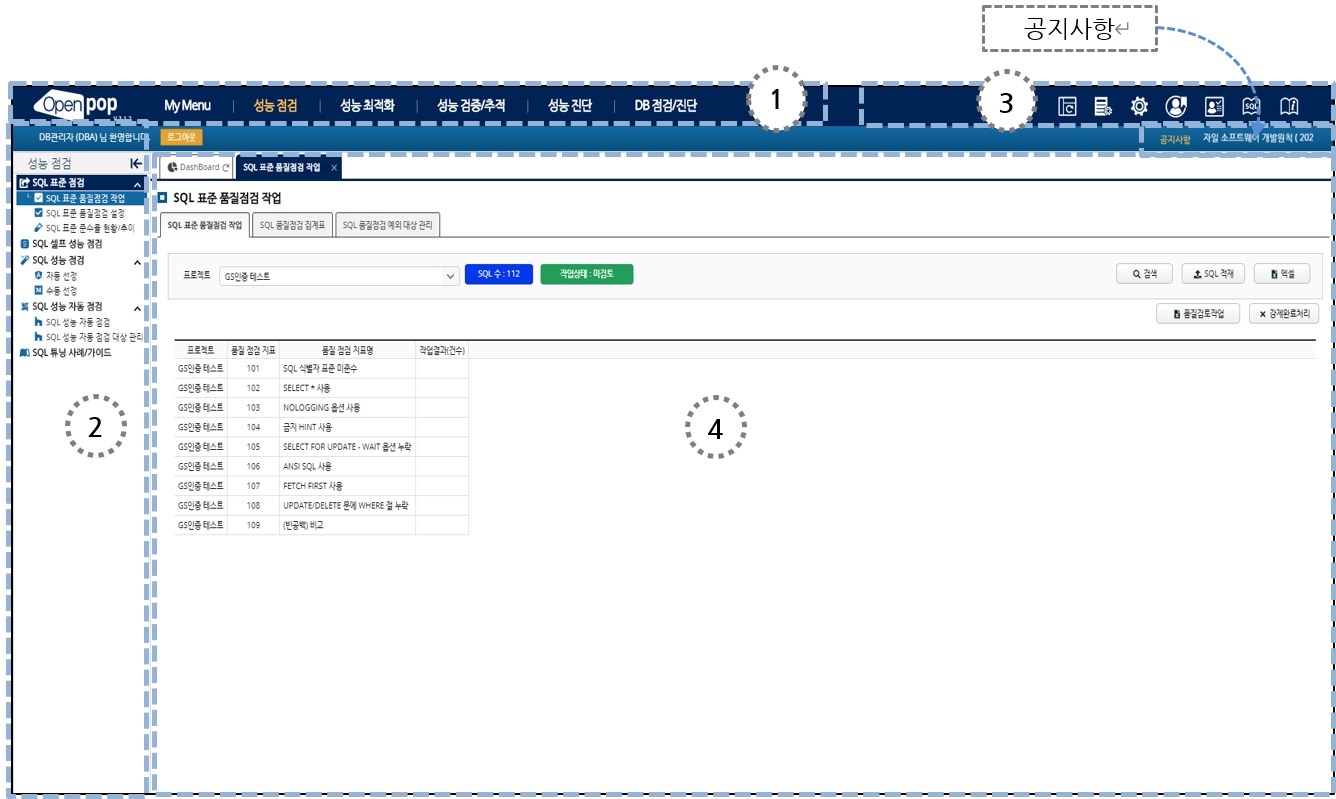 공지사항↵
1
3
Openpop
My Menu | 성능 점검 | 성능 최적화 | 성능 검증/추적 | 성능 진단 | DB 점검/진단
DB관리자 (DBA) 님 환영합니다. 로그아웃
공지사항 자일 소프트웨어 개발원칙 ( 202
성능 점검
DashBoard SQL 표준 품질점검 작업 ×
SQL 표준 점검
SQL 표준 품질점검 작업
SQL 표준 품질점검 설정
SQL 표준 준수율 현황/추이
SQL 셀프 성능 점검
SQL 성능 점검
자동 선정
수동 선정
SQL 성능 자동 점검
SQL 성능 자동 점검
SQL 성능 자동 점검 대상 관리
SQL 튜닝 사례/가이드
2
SQL 표준 품질점검 작업
SQL 표준 품질점검 작업 SQL 품질점검 집계표 SQL 품질점검 예외 대상 관리
프로젝트 GS인증 테스트 SQL 수 : 112 작업상태 : 미검토 검색 SQL 적재 엑셀
품질검토작업 × 강제완료처리
프로젝트 품질 점검 지표 품질 점검 지표명 작업결과(건수)
GS인증 테스트 101 SQL 식별자 표준 미준수
GS인증 테스트 102 SELECT * 사용
GS인증 테스트 103 NOLOGGING 옵션 사용
GS인증 테스트 104 금지 HINT 사용
GS인증 테스트 105 SELECT FOR UPDATE - WAIT 옵션 누락
GS인증 테스트 106 ANSI SQL 사용
GS인증 테스트 107 FETCH FIRST 사용
GS인증 테스트 108 UPDATE/DELETE 문에 WHERE 절 누락
GS인증 테스트 109 (빈공백) 비교
4